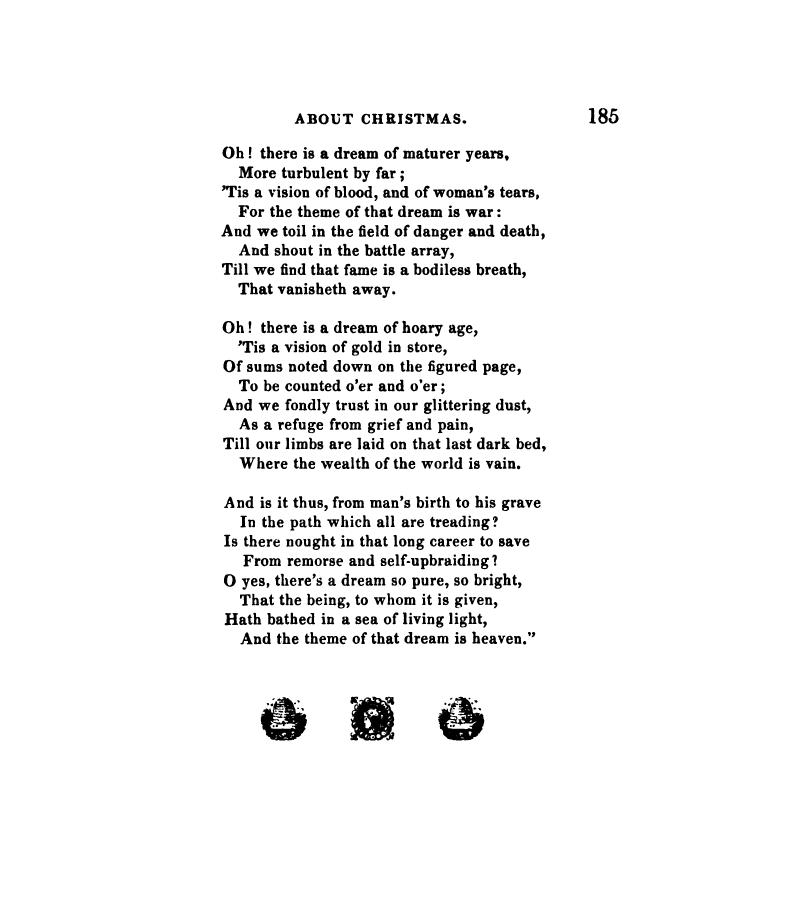 ABOUT CHRISTMAS. 185
Oh! there is a dream of maturer years,
More turbulent by far;
'Tis a vision of blood, and of woman's tears,
For the theme of that dream is war:
And we toil in the field of danger and death,
And shout in the battle array,
Till we find that fame is a bodiless breath,
That vanisheth away.
Oh! there is a dream of hoary age,
'Tis a vision of gold in store,
Of sums noted down on the figured page,
To be counted o'er and o'er;
And we fondly trust in our glittering dust,
As a refuge from grief and pain,
Till our limbs are laid on that last dark bed,
Where the wealth of the world is vain.
And is it thus, from man's birth to his grave
In the path which all are treading?
Is there nought in that long career to save
From remorse and self-upbraiding?
O yes, there's a dream so pure, so bright,
That the being, to whom it is given,
Hath bathed in a sea of living light,
And the theme of that dream is heaven."